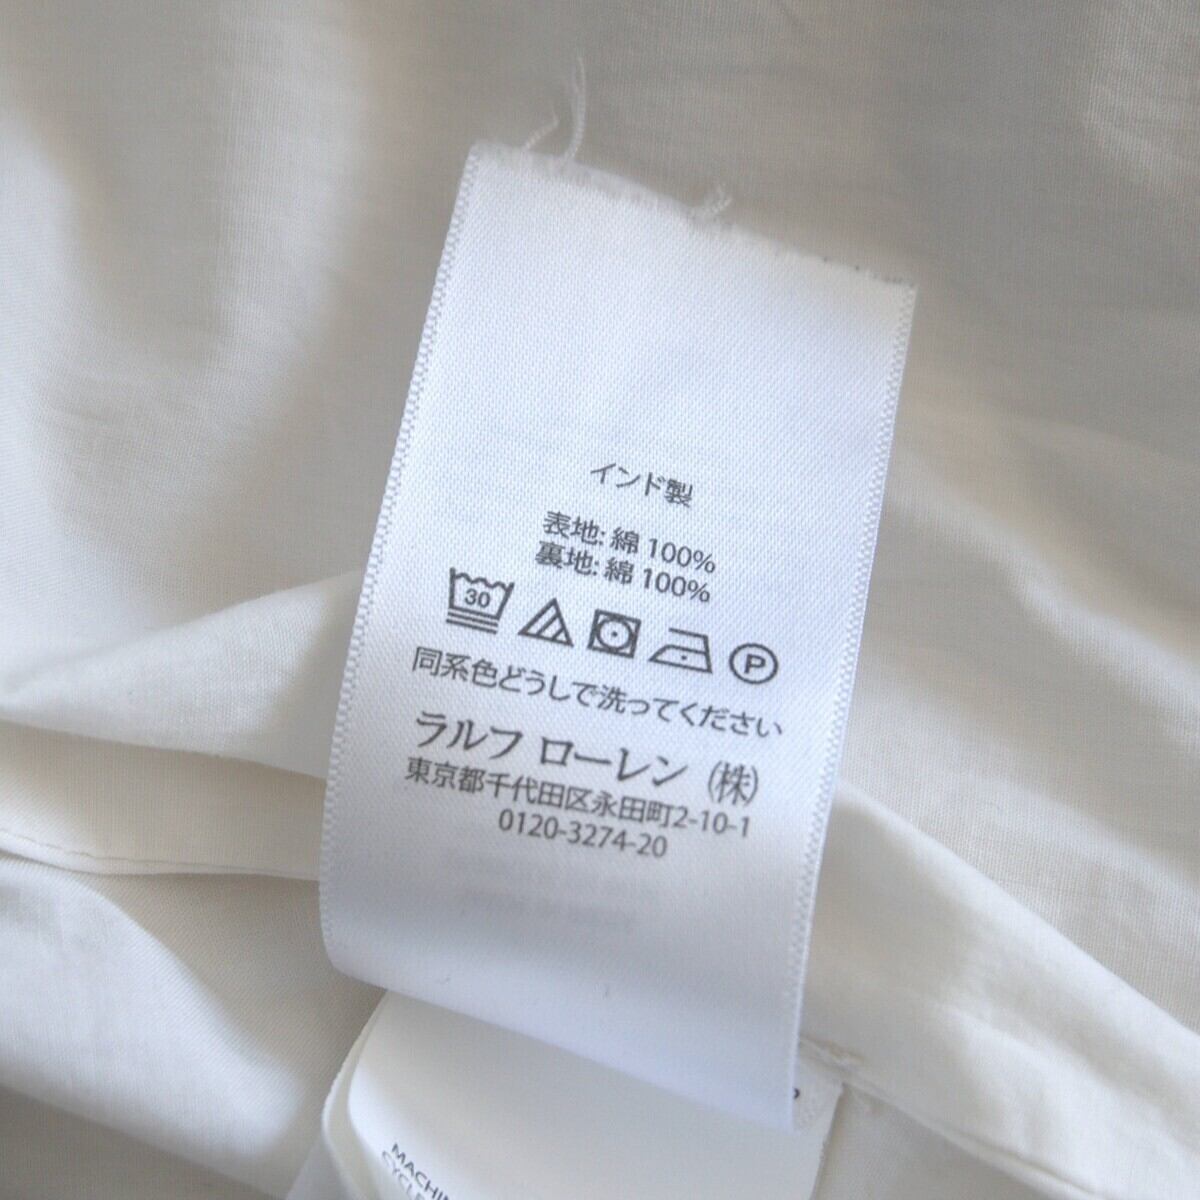 インド製
表地: 綿 100%
裏地: 綿 100%
30
P
同系色どうしで洗ってください
ラルフ ローレン (株)
東京都千代田区永田町2-10-1
0120-3274-20